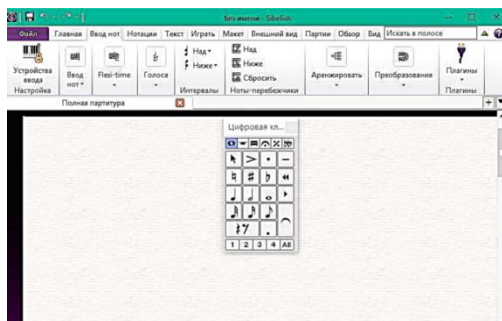 без имени - Sibelius
Файл Главная Ввод нот Нотации Текст Играть Макет Внешний вид Партии Обзор Вид Искать в полосе
Устройства ввода
Ввод нот
Flexi-time
Голоса
Над
Ниже
Над
Ниже
Сбросить
Аранжировать
Преобразования
Плагины
Настройка Интервалы Ноты-перебежчики Плагины
Полная партитура
Цифровая кл...
1 2 3 4 All